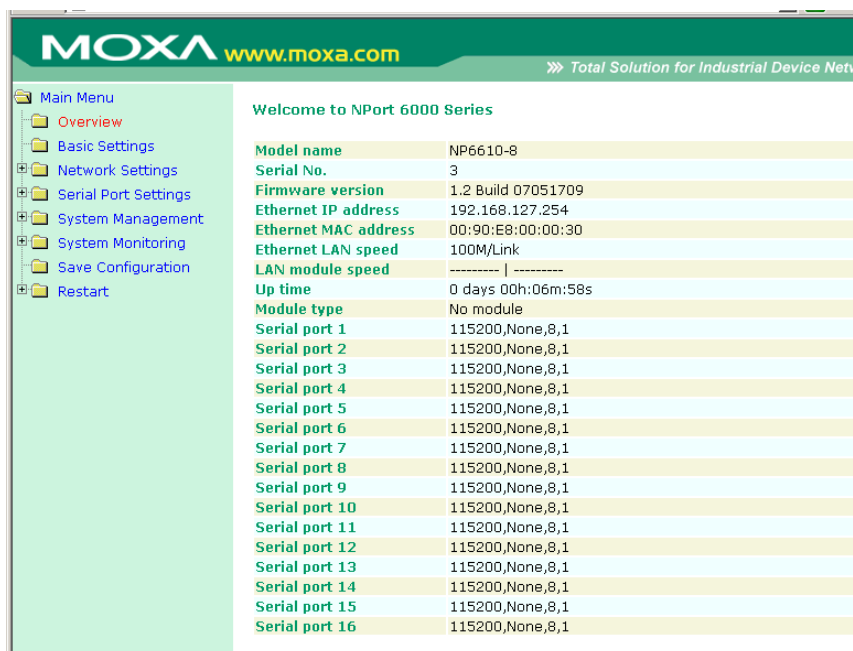 MOXA www.moxa.com
Total Solution for Industrial Device Netw
Main Menu
Overview
Basic Settings
Network Settings
Serial Port Settings
System Management
System Monitoring
Save Configuration
Restart
Welcome to NPort 6000 Series
Model name NP6610-8
Serial No. 3
Firmware version 1.2 Build 07051709
Ethernet IP address 192.168.127.254
Ethernet MAC address 00:90:E8:00:00:30
Ethernet LAN speed 100M/Link
LAN module speed --------- | ---------
Up time 0 days 00h:06m:58s
Module type No module
Serial port 1 115200,None,8,1
Serial port 2 115200,None,8,1
Serial port 3 115200,None,8,1
Serial port 4 115200,None,8,1
Serial port 5 115200,None,8,1
Serial port 6 115200,None,8,1
Serial port 7 115200,None,8,1
Serial port 8 115200,None,8,1
Serial port 9 115200,None,8,1
Serial port 10 115200,None,8,1
Serial port 11 115200,None,8,1
Serial port 12 115200,None,8,1
Serial port 13 115200,None,8,1
Serial port 14 115200,None,8,1
Serial port 15 115200,None,8,1
Serial port 16 115200,None,8,1